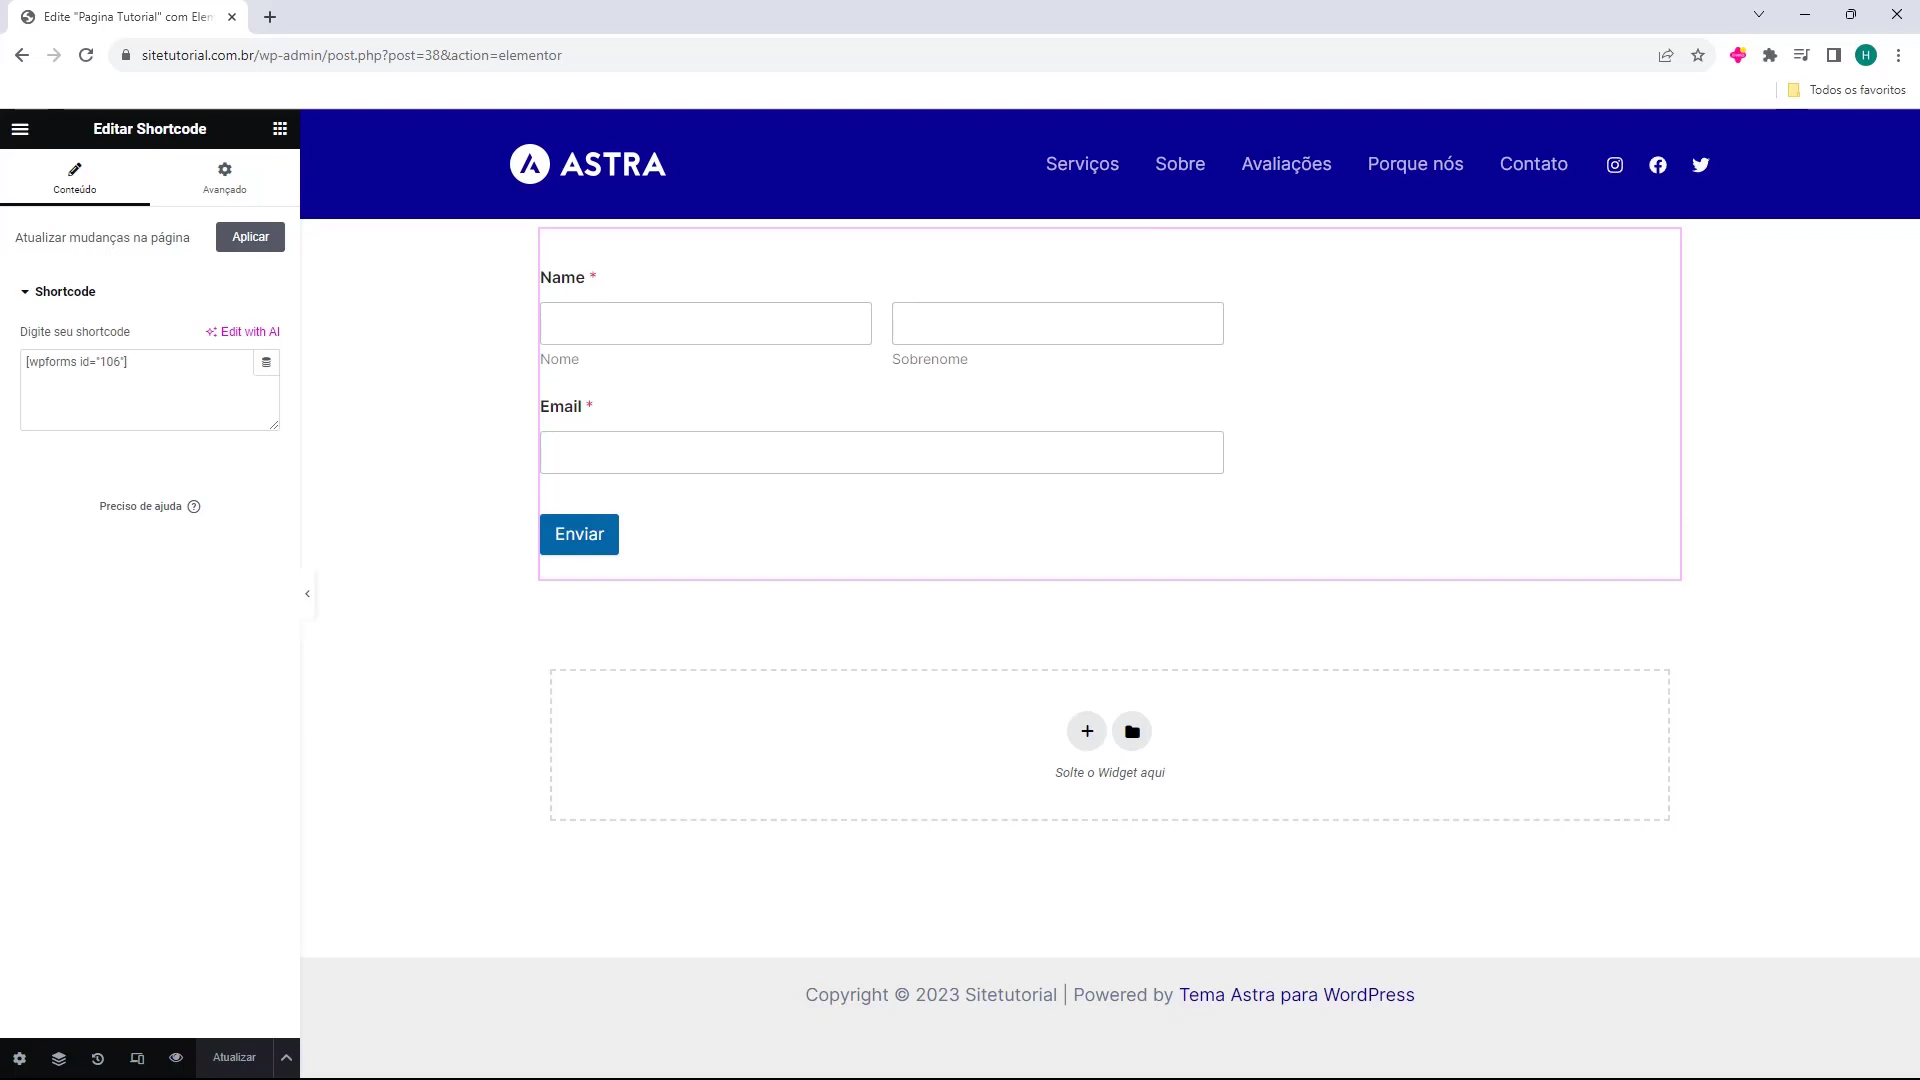 Edite "Pagina Tutorial" com Elem
sitetutorial.com.br/wp-admin/post.php?post=38&action=elementor
H
Todos os favoritos
Editar Shortcode
Conteúdo
Avançado
Atualizar mudanças na página
Aplicar
Shortcode
Digite seu shortcode
Edit with AI
[wpforms id="106"]
Preciso de ajuda
Atualizar
ASTRA
Serviços
Sobre
Avaliações
Porque nós
Contato
Name *
Nome
Sobrenome
Email *
Enviar
Solte o Widget aqui
Copyright © 2023 Sitetutorial | Powered by Tema Astra para WordPress